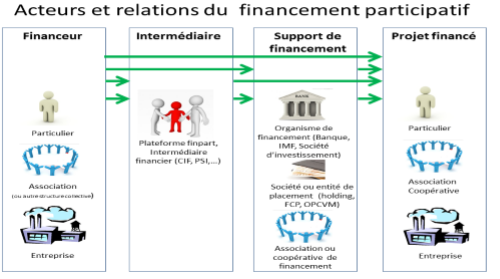 Acteurs et relations du financement participatif
Financeur
Particulier
Association
(ou autre structure collective)
Entreprise
Intermédiaire
Plateforme finpart,
Intermédiaire
financier (CIF, PSI,...)
Support de
financement
BANK
Organisme de
financement (Banque,
IMF, Société
d'investissement)
Société ou entité de
placement (holding,
FCP, OPCVM)
Association ou
coopérative de
financement
Projet financé
Particulier
Association
Coopérative
Entreprise